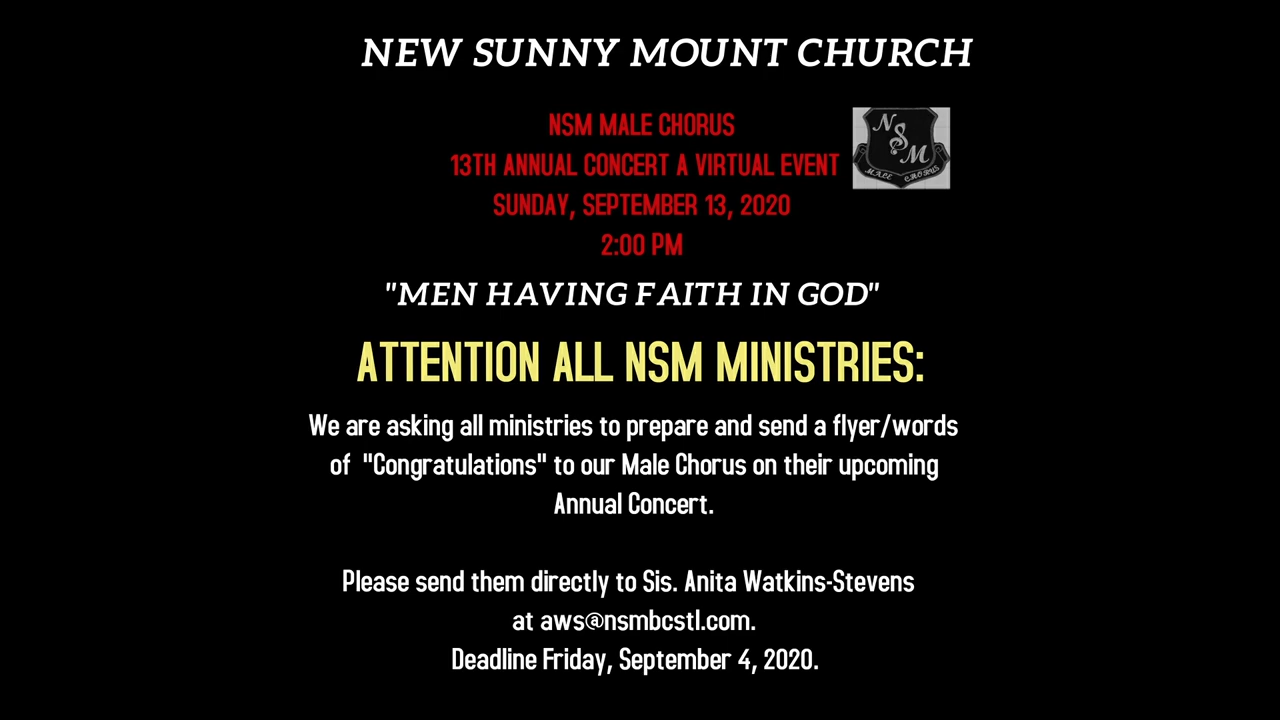 NEW SUNNY MOUNT CHURCH
NSM MALE CHORUS
13TH ANNUAL CONCERT A VIRTUAL EVENT
SUNDAY, SEPTEMBER 13, 2020
2:00 PM
NSM
MALE CHORUS
"MEN HAVING FAITH IN GOD"
ATTENTION ALL NSM MINISTRIES:
We are asking all ministries to prepare and send a flyer/words
of "Congratulations" to our Male Chorus on their upcoming
Annual Concert.
Please send them directly to Sis. Anita Watkins-Stevens
at aws@nsmbcstl.com.
Deadline Friday, September 4, 2020.